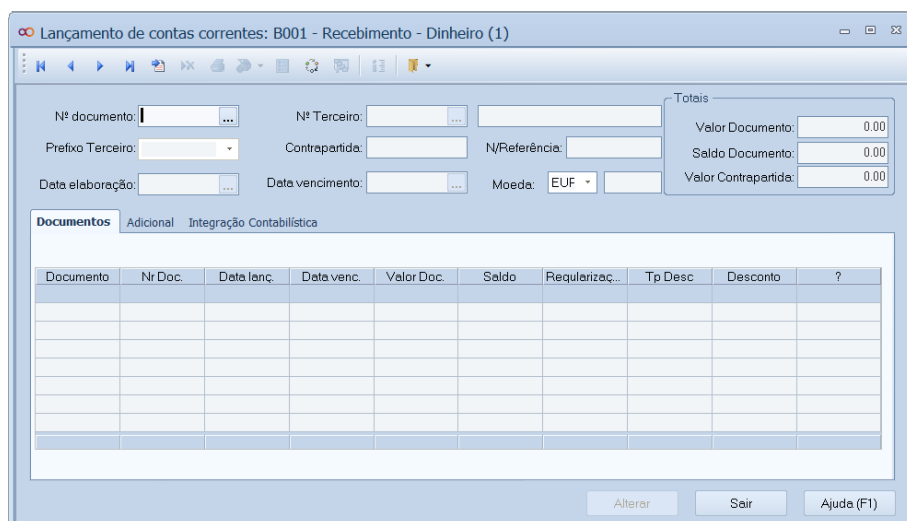 Lançamento de contas correntes: B001 - Recebimento - Dinheiro (1)
Nº documento: ... Nº Terceiro: ...
Prefixo Terceiro: Contrapartida: N/Referência:
Data elaboração: ... Data vencimento: ... Moeda: EUF
Totais
Valor Documento: 0.00
Saldo Documento: 0.00
Valor Contrapartida: 0.00
Documentos Adicional Integração Contabilística
Documento Nr Doc. Data lanç. Data venc. Valor Doc. Saldo Regularizaç... Tp Desc Desconto ?
Alterar Sair Ajuda (F1)